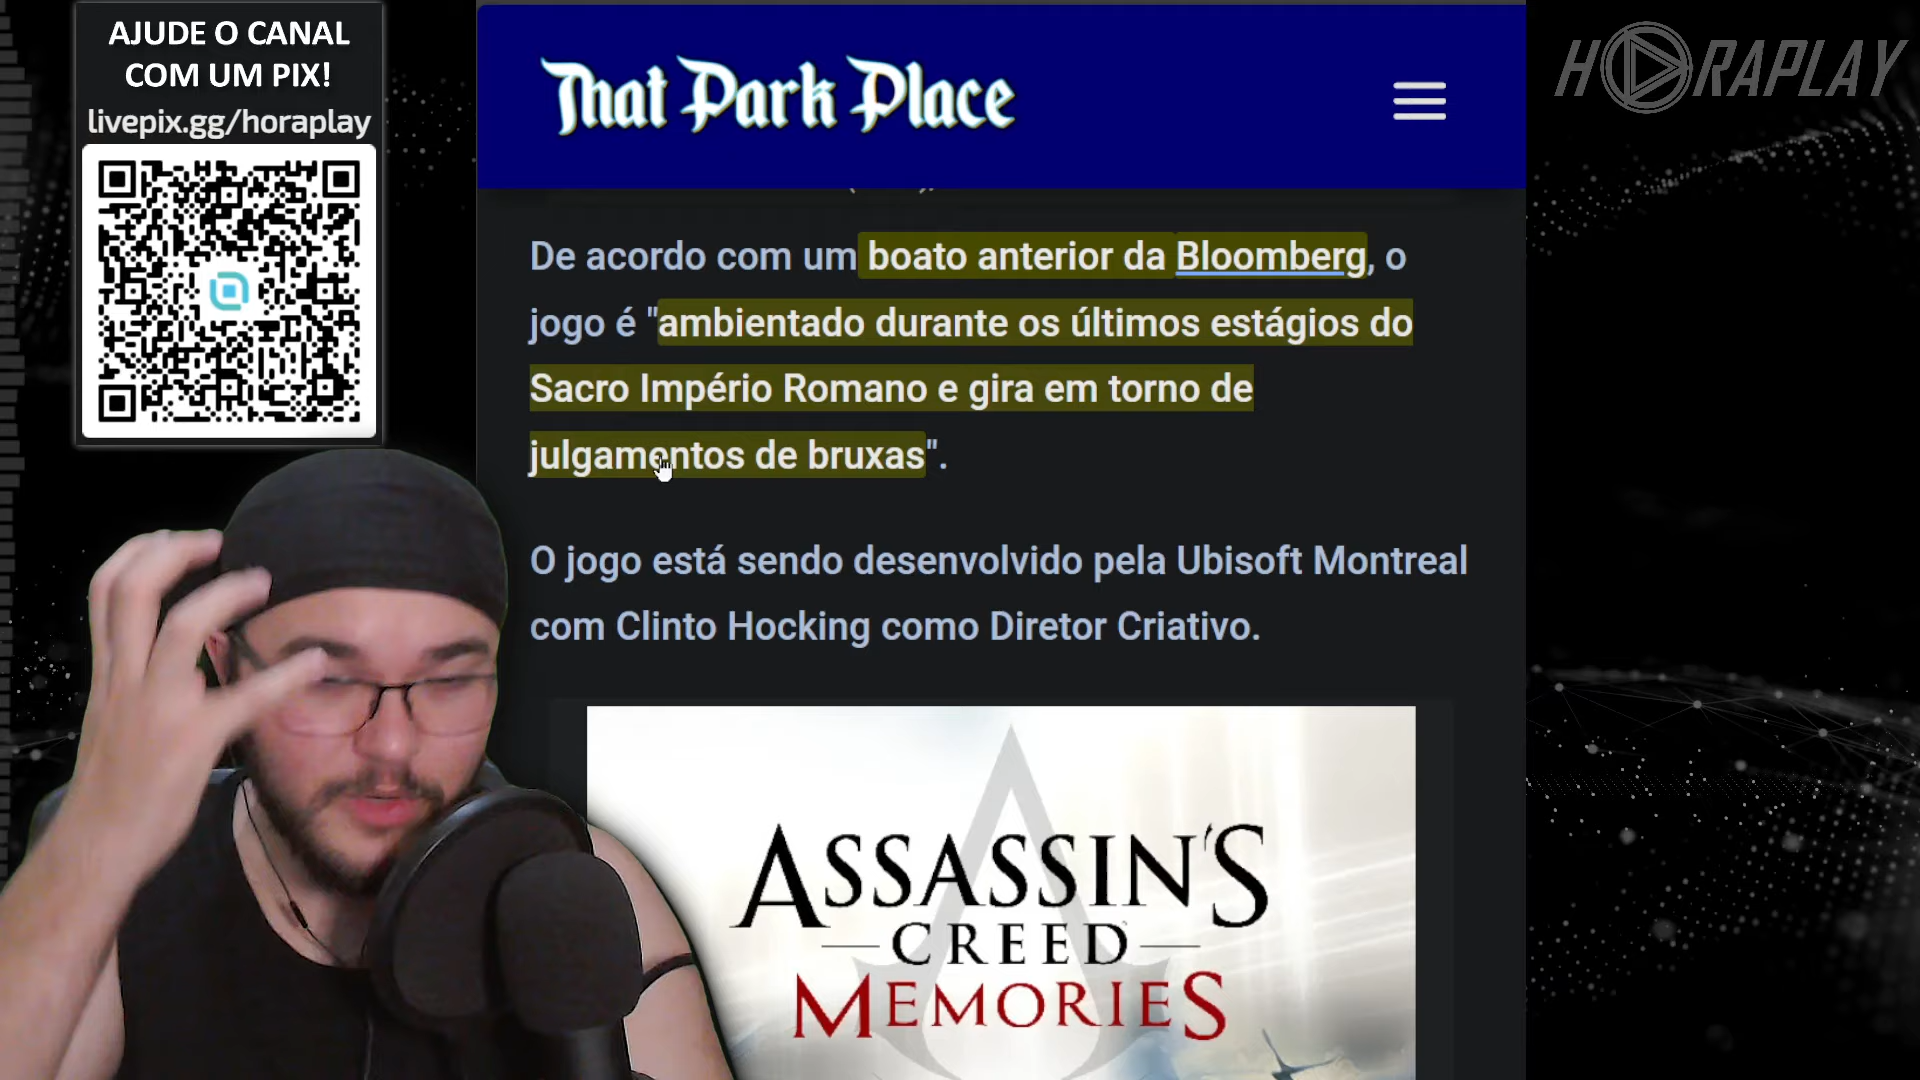 AJUDE O CANAL
COM UM PIX!
livepix.gg/horaplay
That Park Place
HORAPLAY
De acordo com um boato anterior da Bloomberg, o
jogo é "ambientado durante os últimos estágios do
Sacro Império Romano e gira em torno de
julgamentos de bruxas".
O jogo está sendo desenvolvido pela Ubisoft Montreal
com Clinto Hocking como Diretor Criativo.
ASSASSIN'S
CREED
MEMORIES